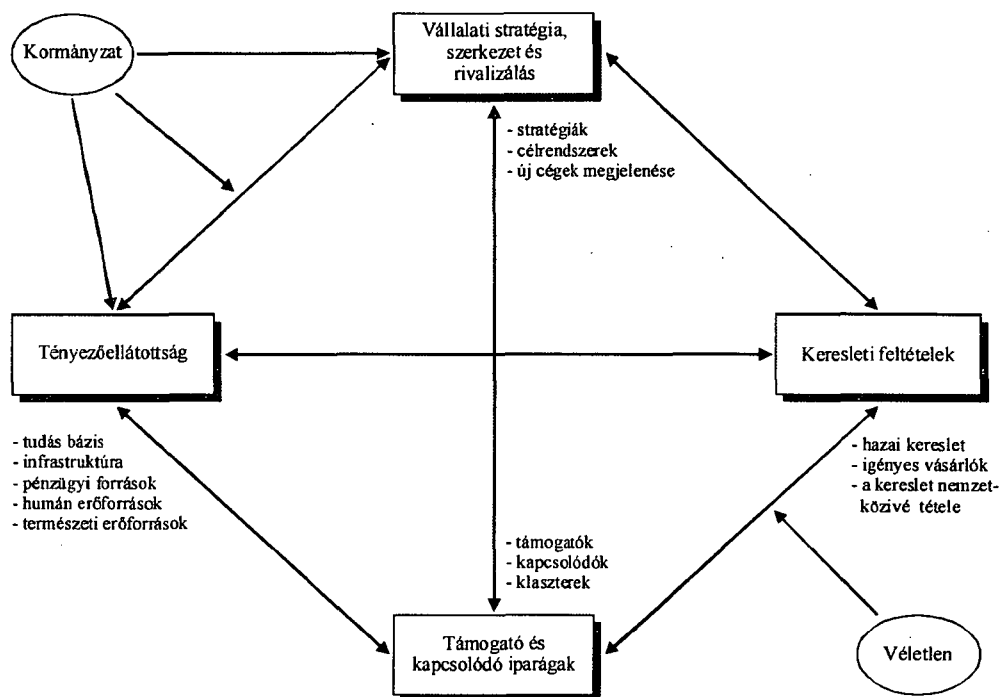 Kormányzat
Vállalati stratégia,
szerkezet és
rivalizálás
- stratégiák
- célrendszerek
- új cégek megjelenése
Tényezőellátottság
Keresleti feltételek
- tudás bázis
- infrastruktúra
- pénzügyi források
- humán erőforrások
- természeti erőforrások
- hazai kereslet
- igényes vásárlók
- a kereslet nemzet-
közivé tétele
- támogatók
- kapcsolódók
- klaszterek
Támogató és
kapcsolódó iparágak
Véletlen